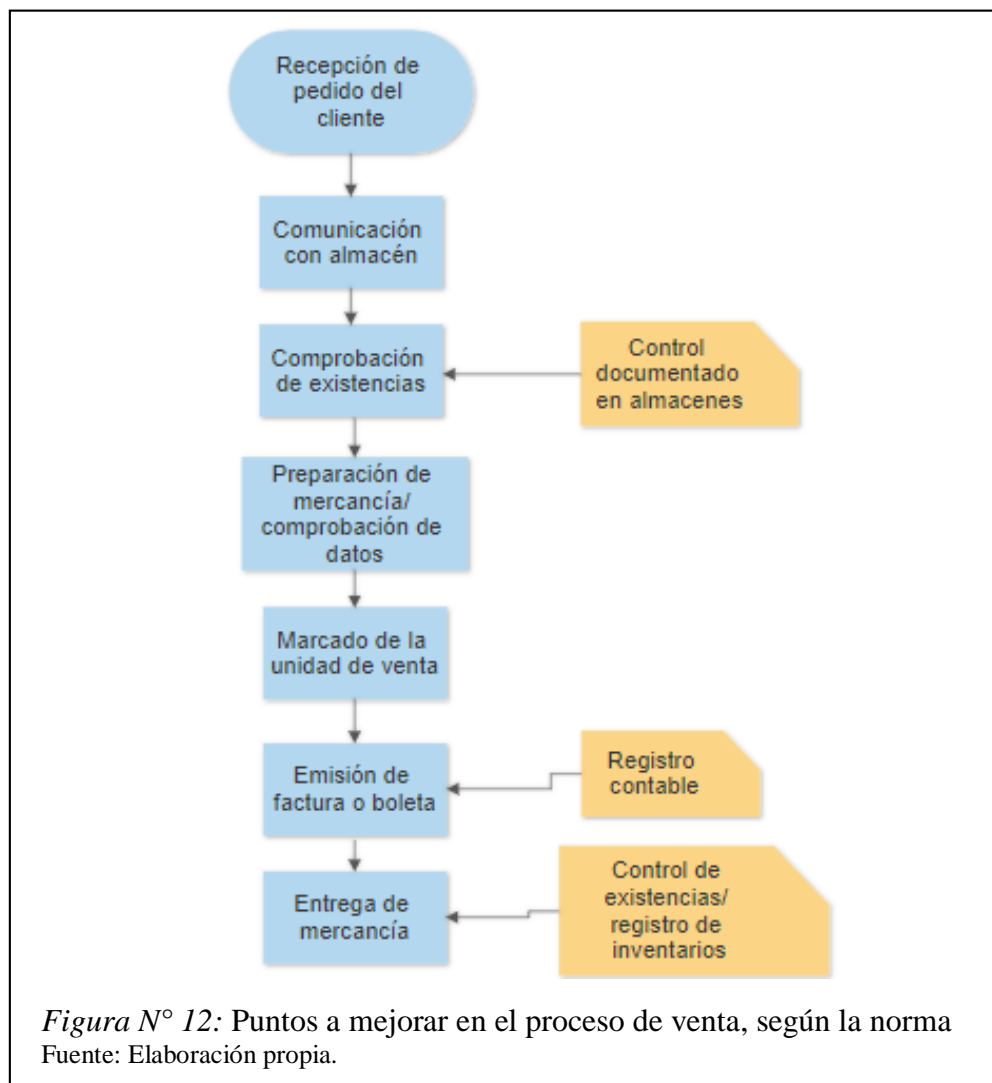 Recepción de
pedido del
cliente
Comunicación
con almacén
Comprobación
de existencias
Control
documentado
en almacenes
Preparación de
mercancía/
comprobación de
datos
Marcado de la
unidad de venta
Emisión de
factura o boleta
Registro
contable
Entrega de
mercancía
Control de
existencias/
registro de
inventarios
Figura N° 12: Puntos a mejorar en el proceso de venta, según la norma
Fuente: Elaboración propia.